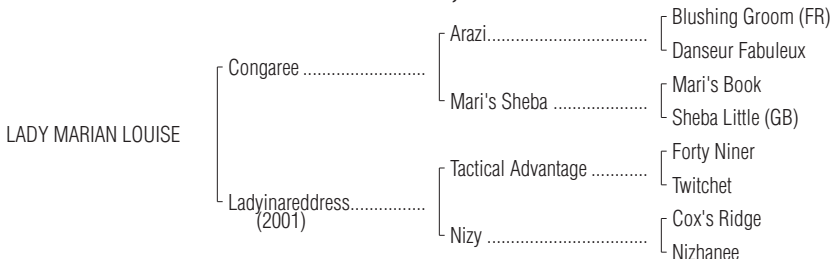 Blushing Groom (FR)
Arazi
Danseur Fabuleux
Congaree
Mari's Book
Mari's Sheba
Sheba Little (GB)
LADY MARIAN LOUISE
Forty Niner
Tactical Advantage
Twitchet
Ladyinareddress
(2001)
Cox's Ridge
Nizy
Nizhanee